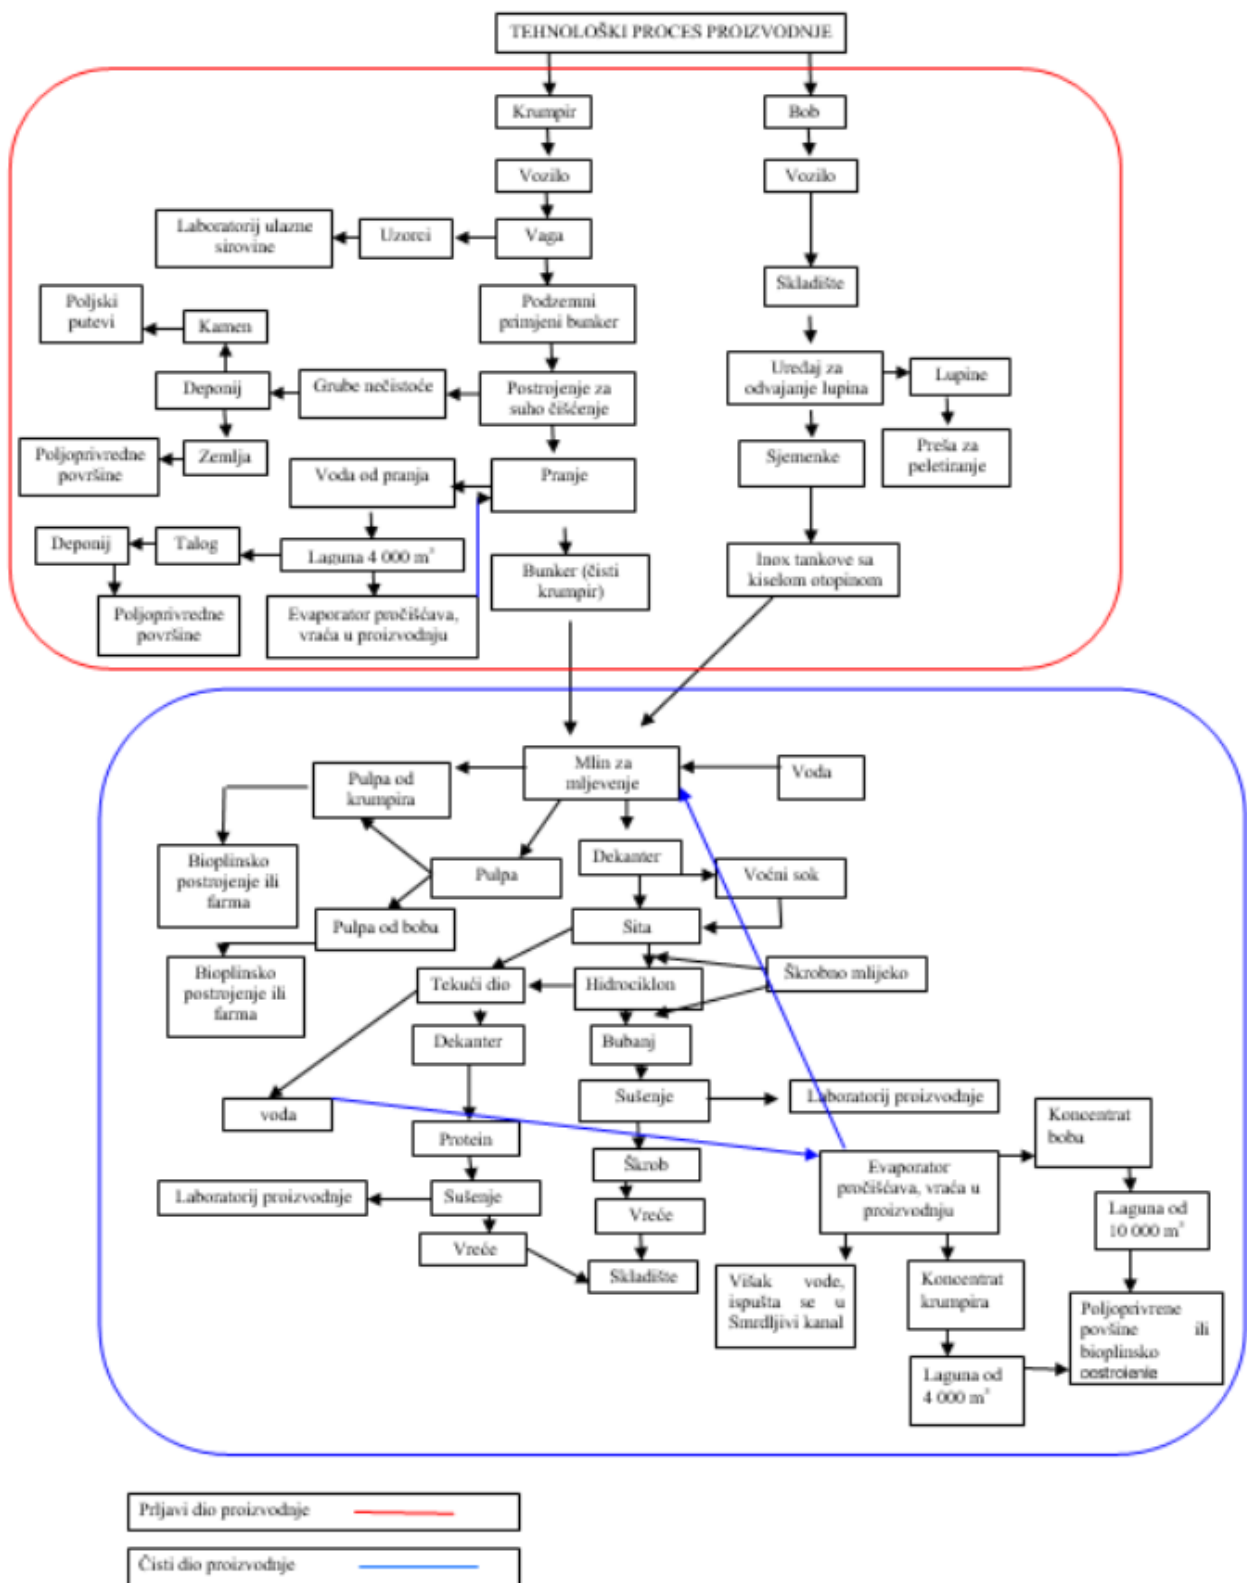 TEHNOLOŠKI PROCES PROIZVODNJE
Krumpir
Bob
Vozilo
Vozilo
Laboratorij ulazne
sirovine
Uzorci
Vaga
Skladište
Poljski
putevi
Kamen
Podzemni
primjeni bunker
Uređaj za
odvajanje lupina
Lupine
Deponij
Grube nečistoće
Postrojenje za
suho čišćenje
Poljoprivredne
površine
Zemlja
Voda od pranja
Pranje
Sjemenke
Preša za
peletiranje
Deponij
Talog
Laguna 4 000 m³
Bunker (čisti
krumpir)
Inox tankove sa
kiselom otopinom
Poljoprivredne
površine
Evaporator pročišćava,
vraća u proizvodnju
Mlin za
mljevenje
Voda
Pulpa od
krumpira
Bioplinsko
postrojenje ili
farma
Pulpa
Dekanter
Voćni sok
Pulpa od boba
Sita
Bioplinsko
postrojenje ili
farma
Tekući dio
Hidrociklon
Škrobno mlijeko
Dekanter
Bubanj
voda
Sušenje
Laboratorij proizvodnje
Koncentrat
boba
Protein
Škrob
Evaporator
pročišćava, vraća u
proizvodnju
Laboratorij proizvodnje
Sušenje
Vreće
Laguna od
10 000 m³
Vreće
Skladište
Višak vode,
ispušta se u
Smrdljivi kanal
Koncentrat
krumpira
Poljoprivrene
povšine ili
bioplinsko
postrojenje
Laguna od
4 000 m³
Prljavi dio proizvodnje
Čisti dio proizvodnje